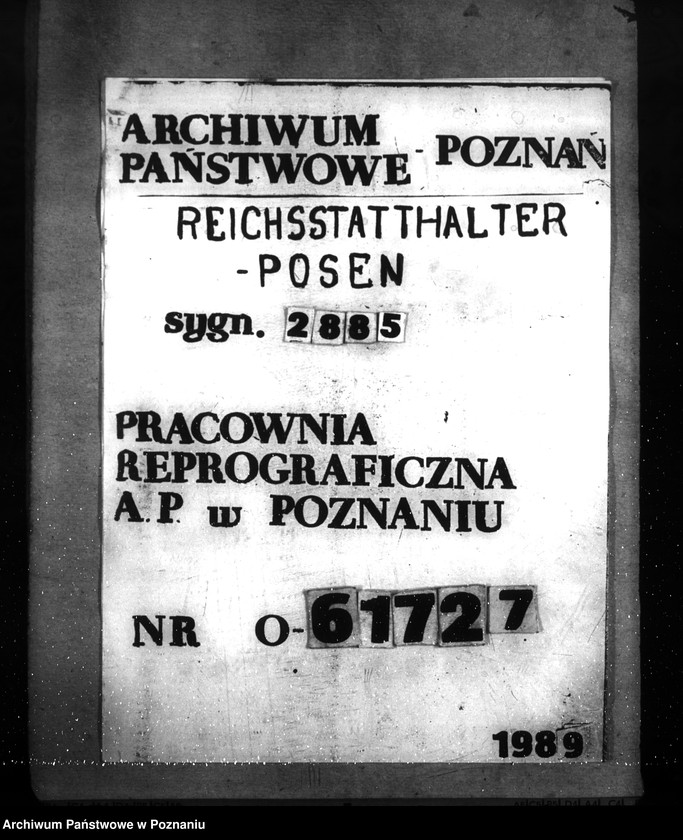 ARCHIWUM
PAŃSTWOWE - POZNAŃ
REICHSSTATTHALTER
-POSEN
sygn. 2885
PRACOWNIA
REPROGRAFICZNA
A.P. w POZNANIU
NR O-61727
1989
Archiwum Państwowe w Poznaniu